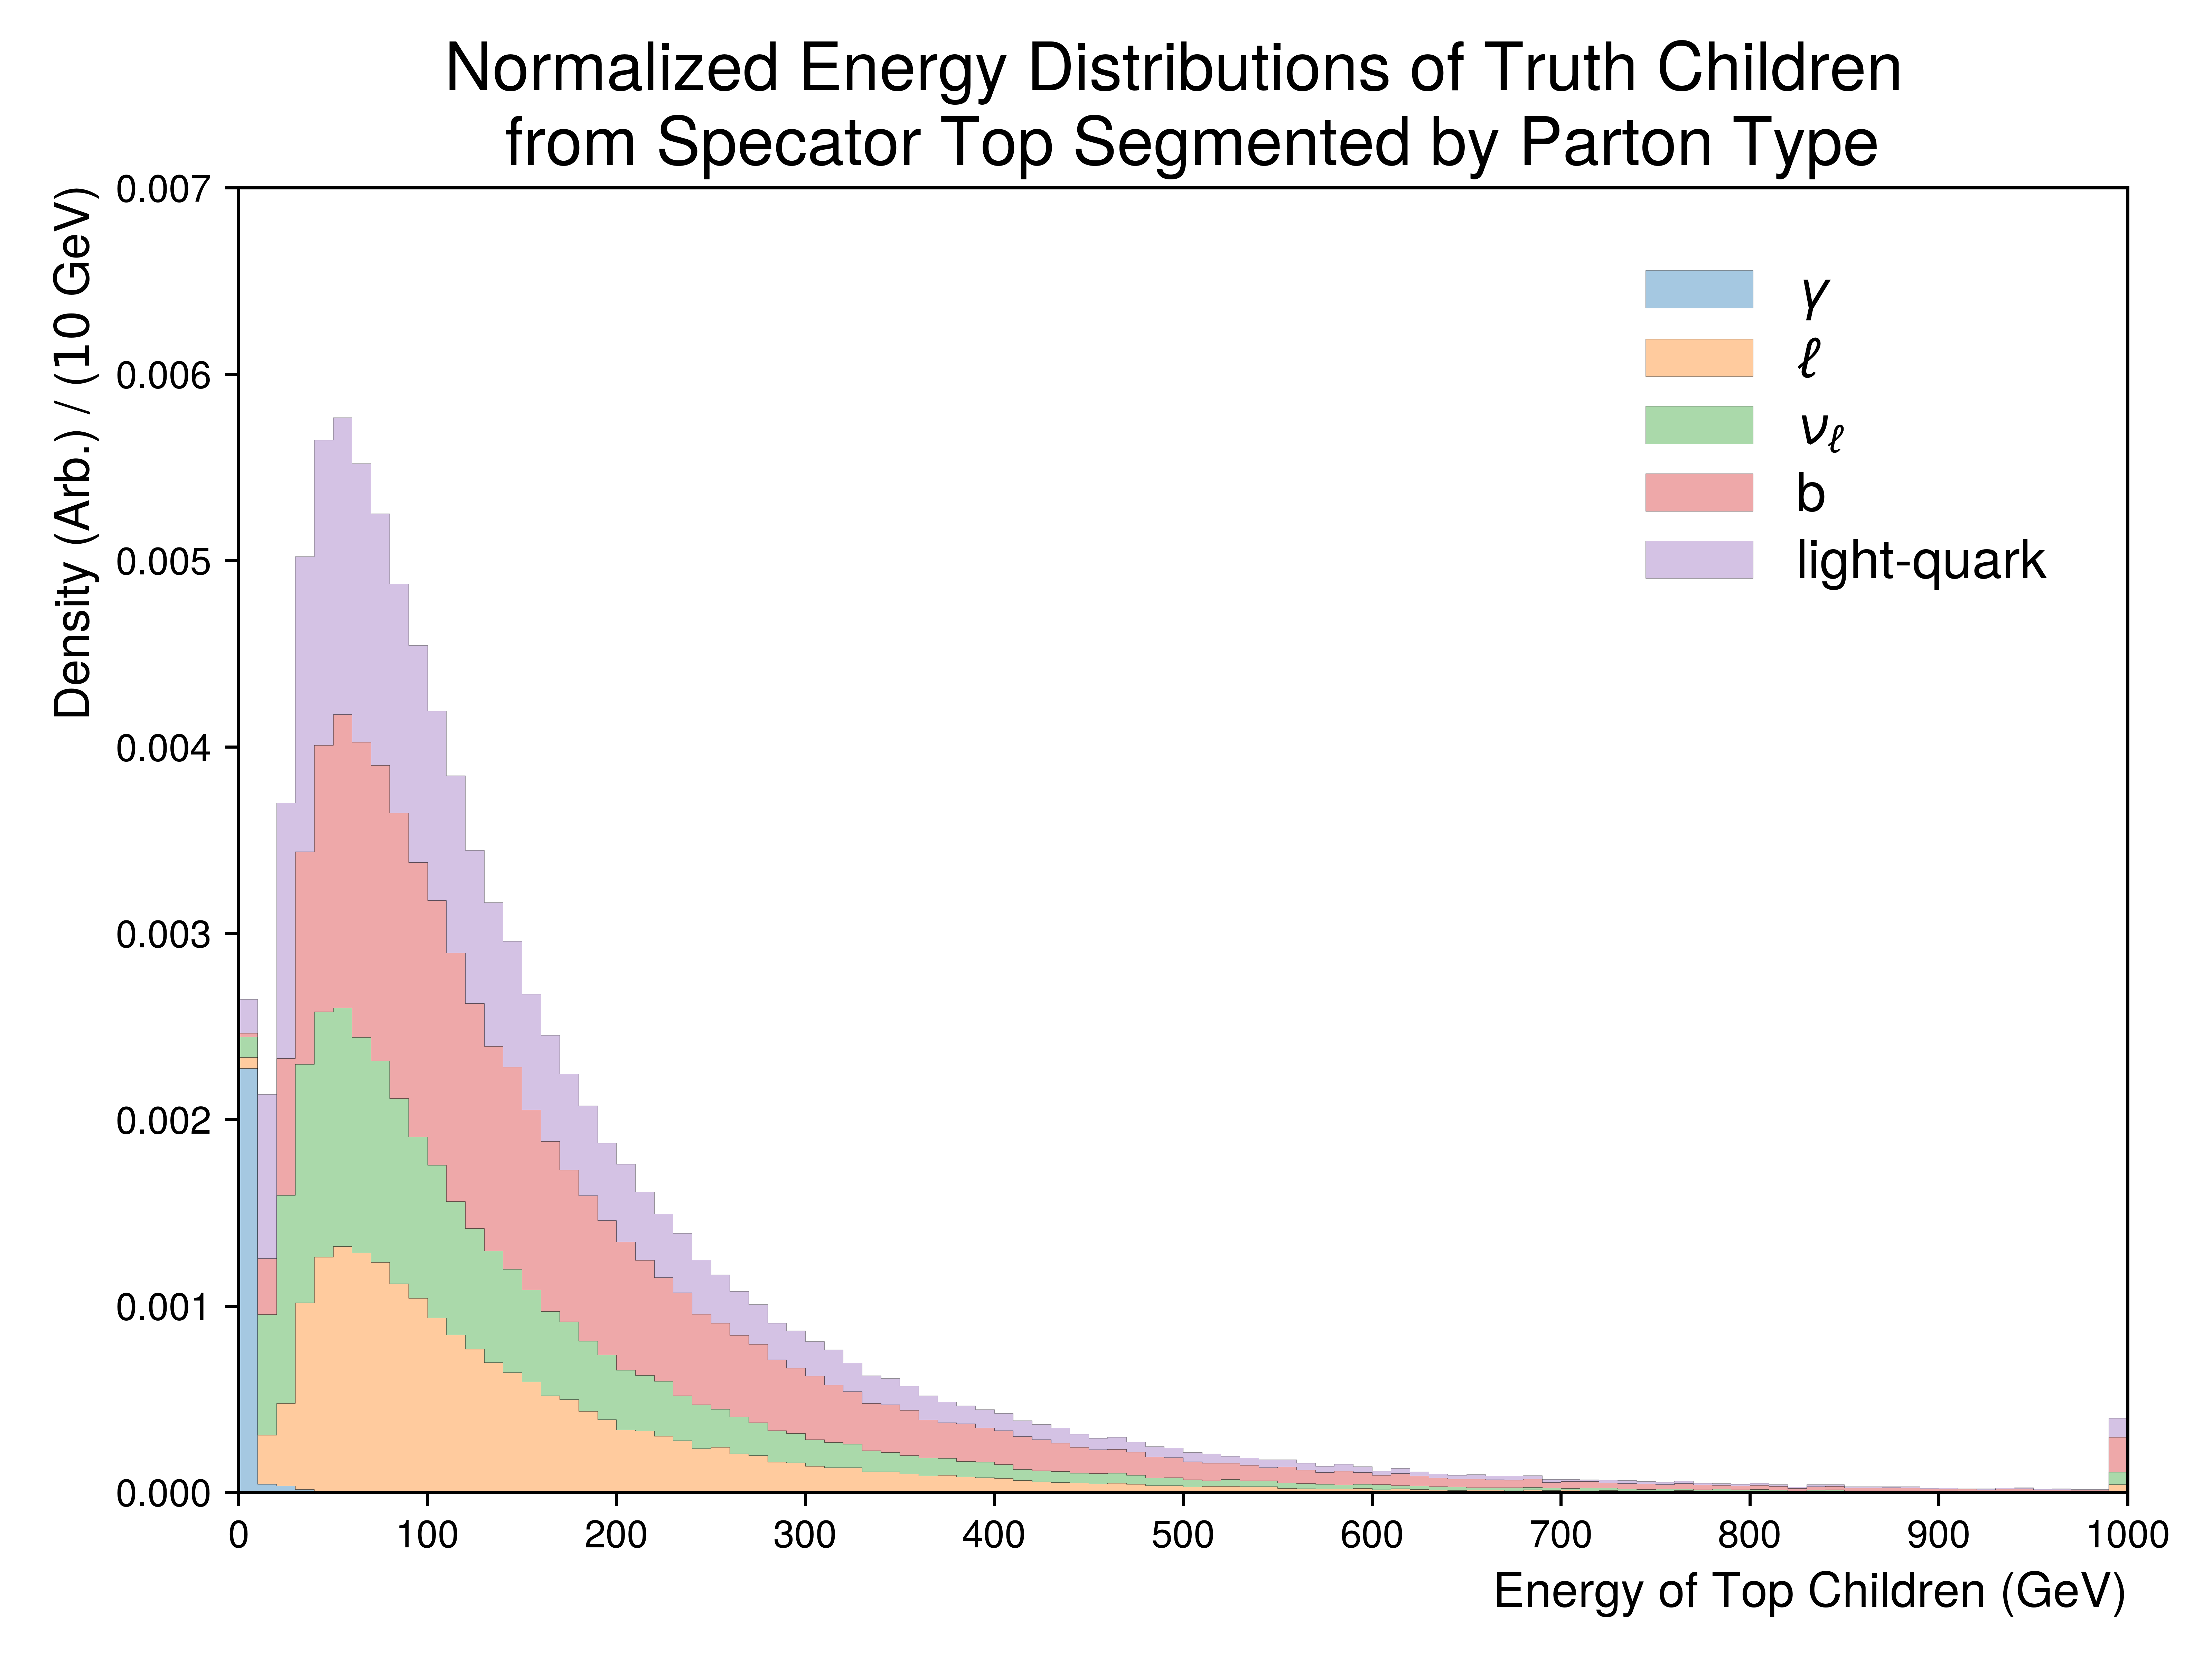 Normalized Energy Distributions of Truth Children
from Specator Top Segmented by Parton Type
Density (Arb.) / (10 GeV)
0.007
0.006
0.005
0.004
0.003
0.002
0.001
0.000
γ
ℓ
ν_ℓ
b
light-quark
0 100 200 300 400 500 600 700 800 900 1000
Energy of Top Children (GeV)